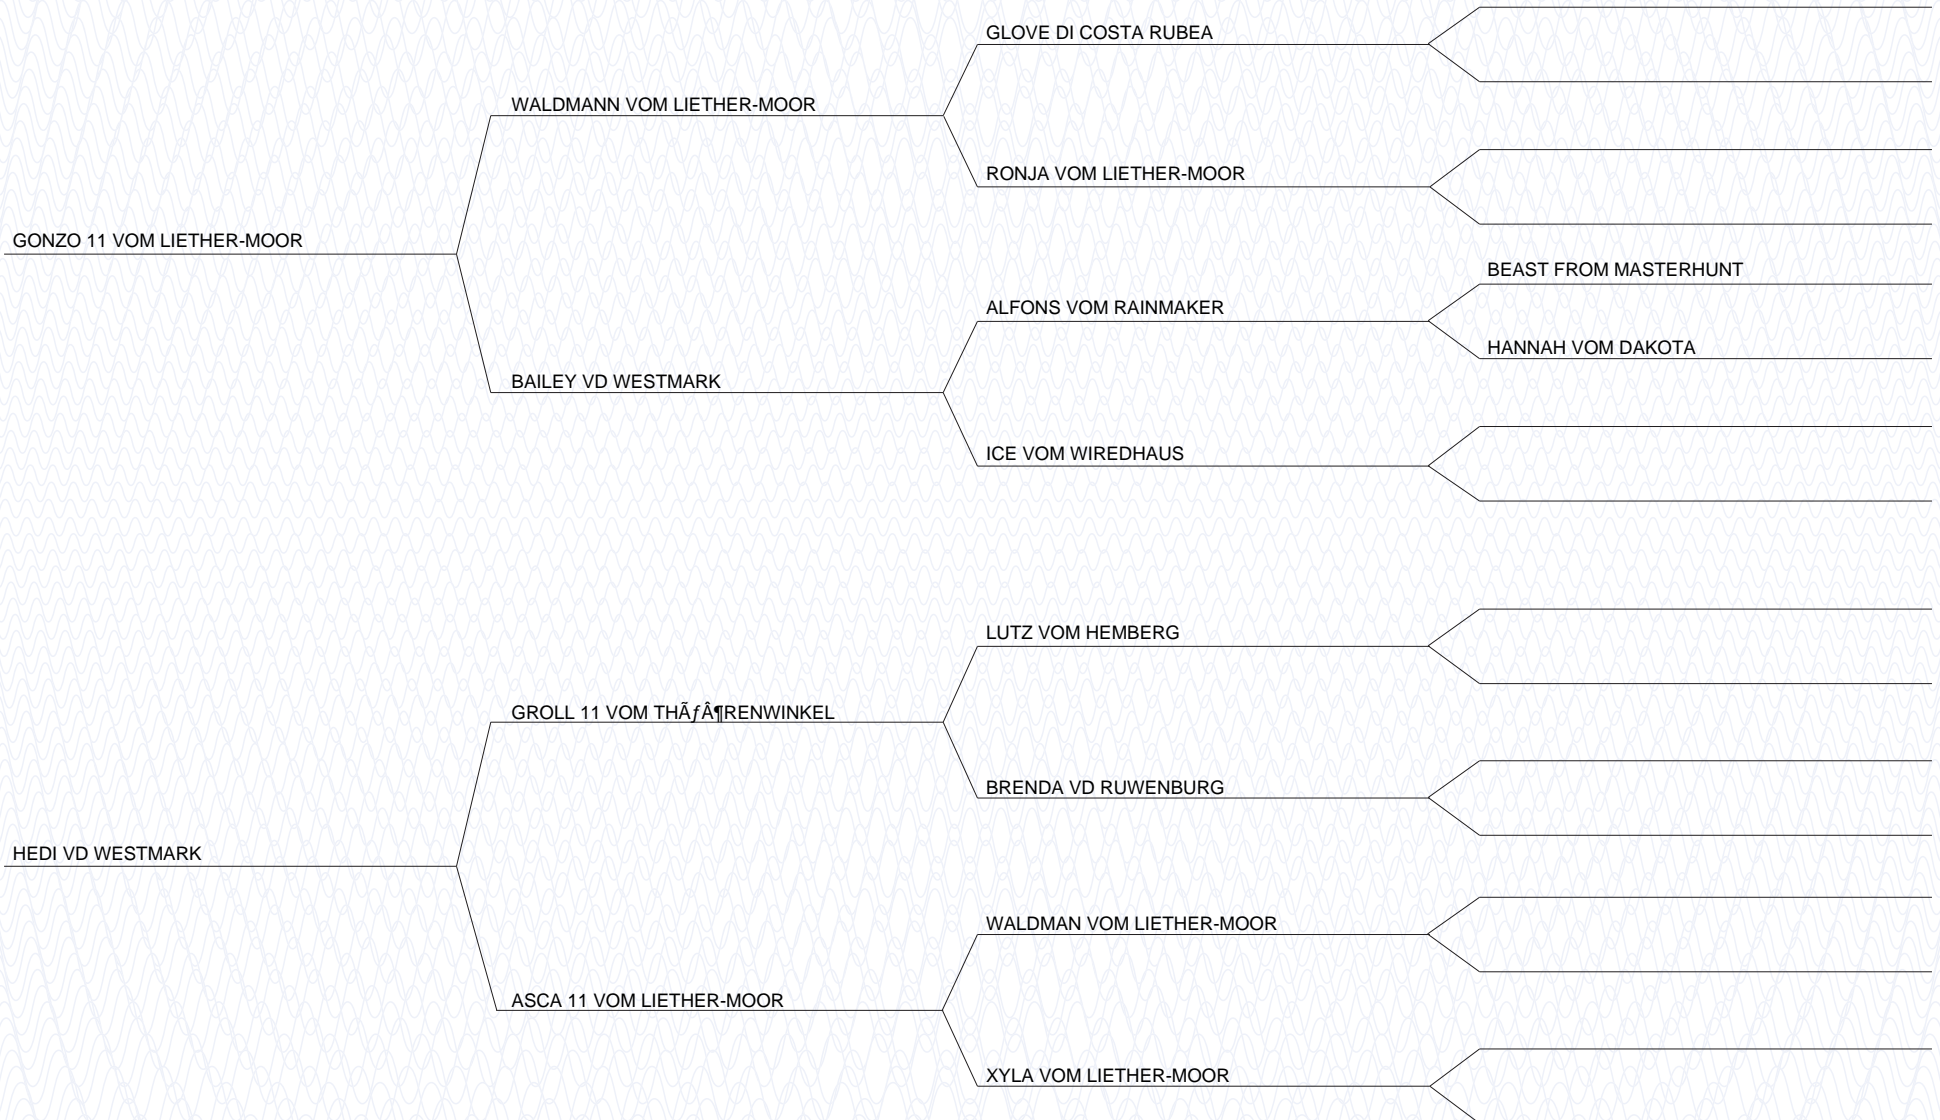 GLOVE DI COSTA RUBEA
WALDMANN VOM LIETHER-MOOR
RONJA VOM LIETHER-MOOR
GONZO 11 VOM LIETHER-MOOR
BEAST FROM MASTERHUNT
ALFONS VOM RAINMAKER
HANNAH VOM DAKOTA
BAILEY VD WESTMARK
ICE VOM WIREDHAUS
LUTZ VOM HEMBERG
GROLL 11 VOM THÃƒÂ¶RENWINKEL
BRENDA VD RUWENBURG
HEDI VD WESTMARK
WALDMAN VOM LIETHER-MOOR
ASCA 11 VOM LIETHER-MOOR
XYLA VOM LIETHER-MOOR